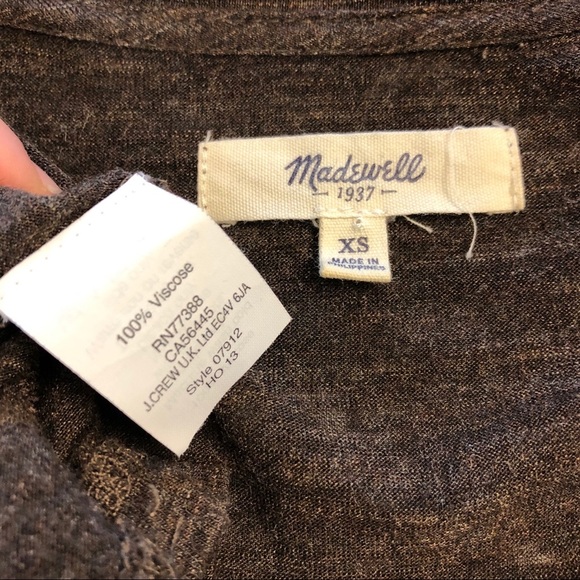 Madewell
1937
XS
MADE IN
PHILIPPINES
100% Viscose
RN77388
CA56445
J.CREW U.K. Ltd EC4V 6JA
Style 07912
HO 13